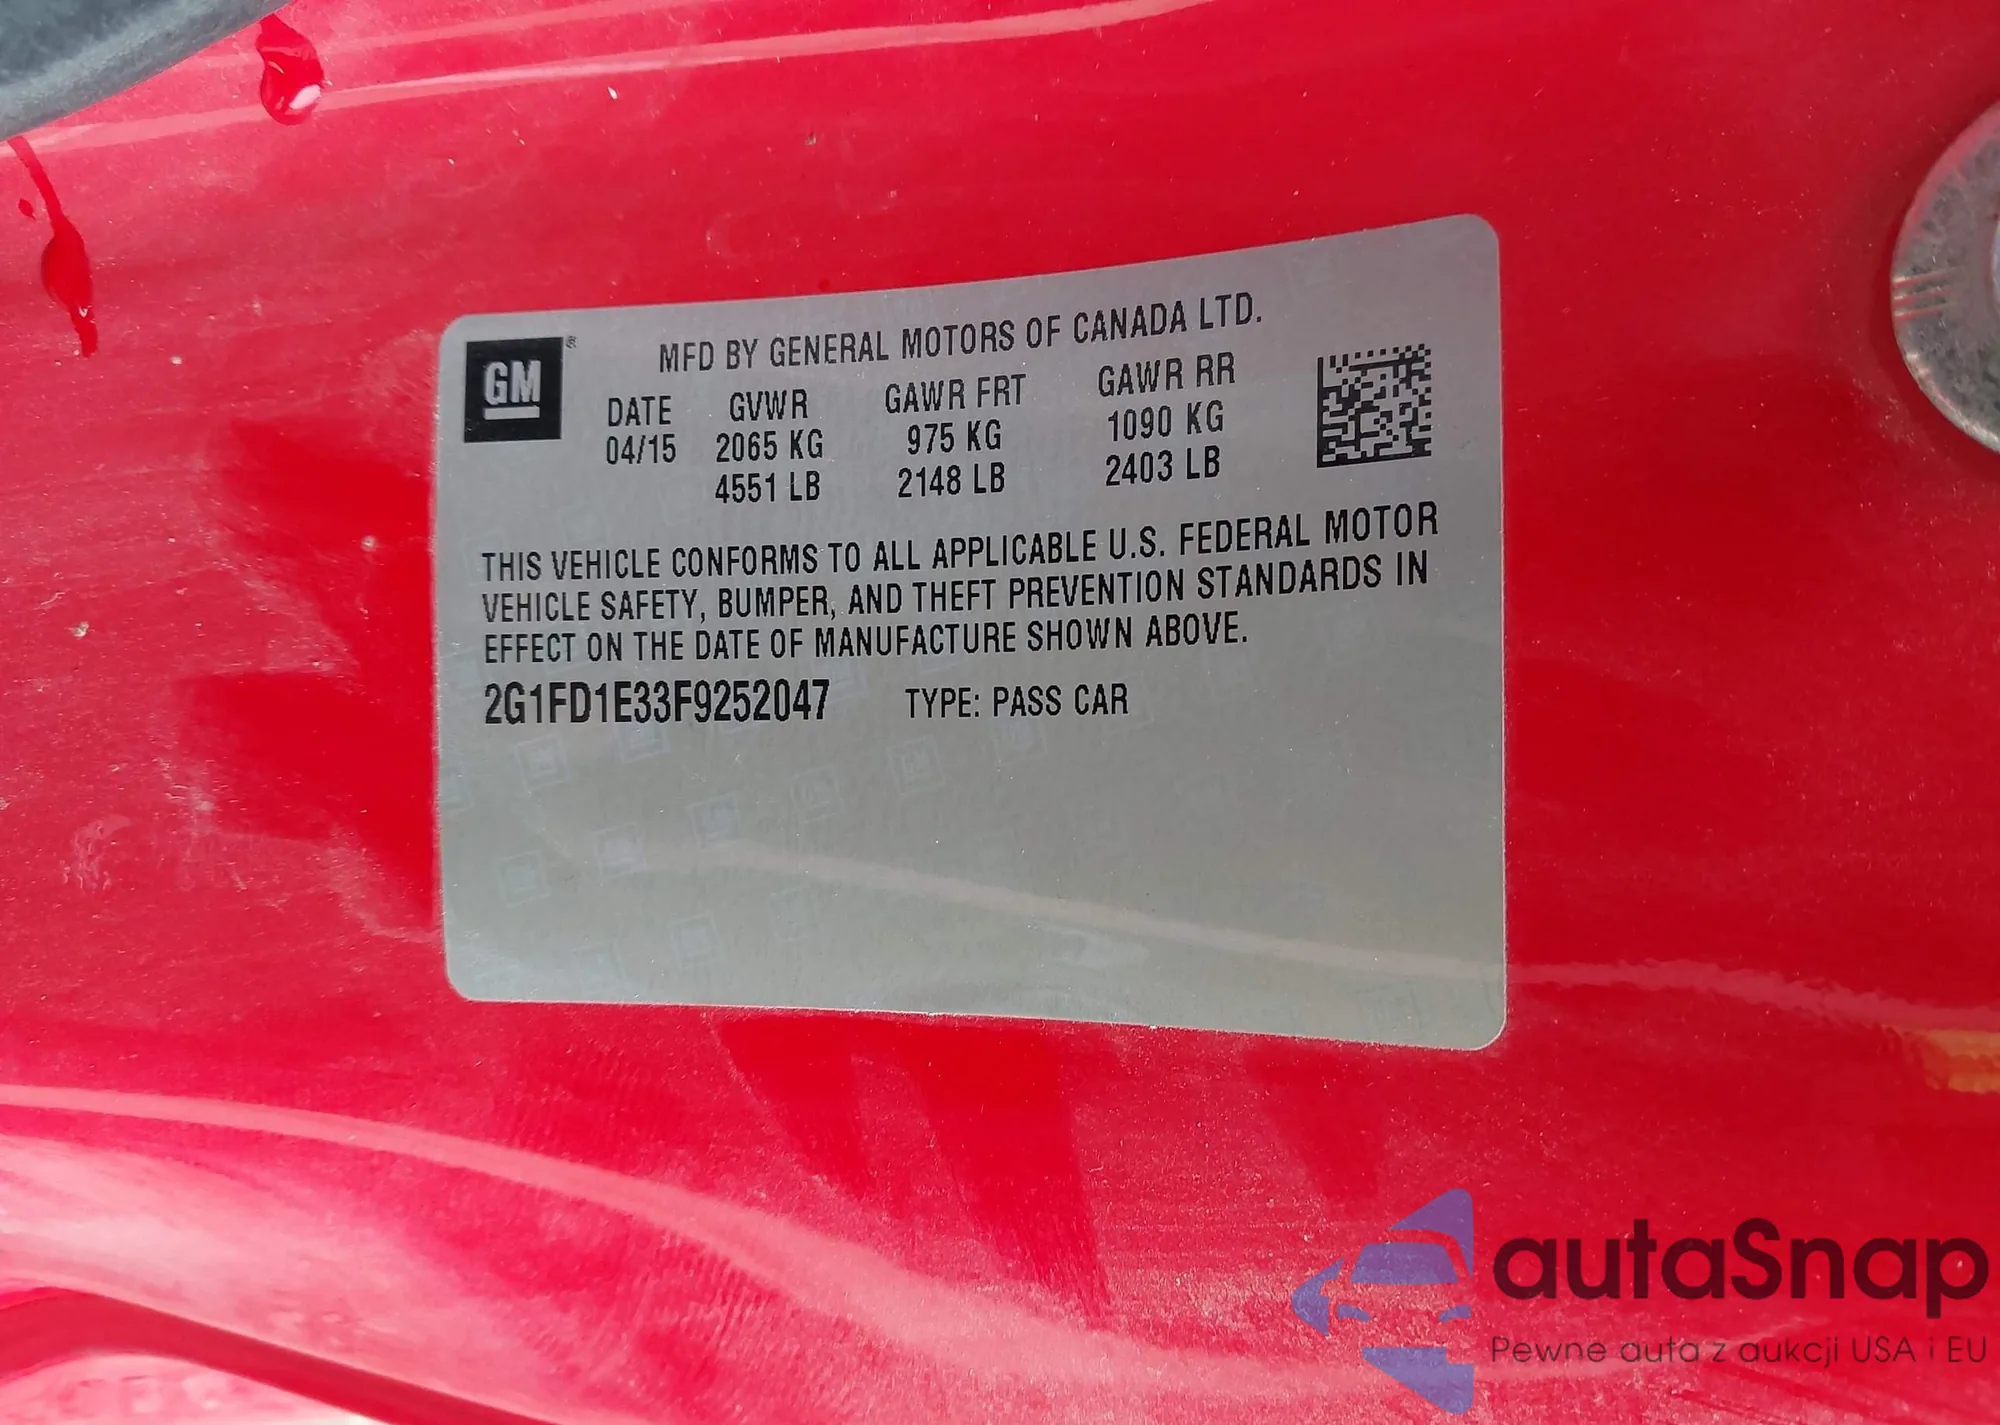 GM ®
MFD BY GENERAL MOTORS OF CANADA LTD.
DATE GVWR GAWR FRT GAWR RR
04/15 2065 KG 975 KG 1090 KG
4551 LB 2148 LB 2403 LB
THIS VEHICLE CONFORMS TO ALL APPLICABLE U.S. FEDERAL MOTOR
VEHICLE SAFETY, BUMPER, AND THEFT PREVENTION STANDARDS IN
EFFECT ON THE DATE OF MANUFACTURE SHOWN ABOVE.
2G1FD1E33F9252047 TYPE: PASS CAR
autaSnap
Pewne auta z aukcji USA i EU